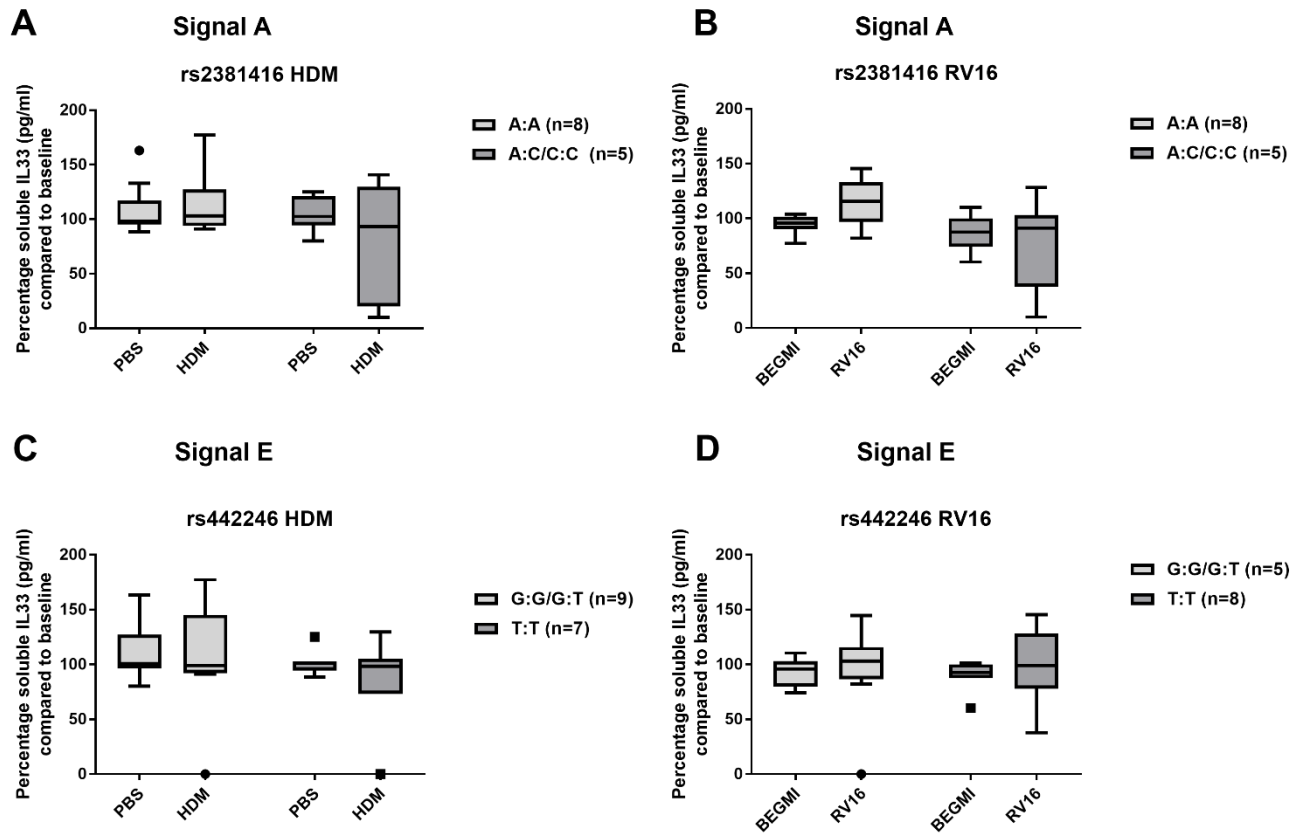 A
Signal A
rs2381416 HDM
Percentage soluble IL33 (pg/ml)
compared to baseline
200
150
100
50
0
PBS
HDM
PBS
HDM
A:A (n=8)
A:C/C:C (n=5)
B
Signal A
rs2381416 RV16
Percentage soluble IL33 (pg/ml)
compared to baseline
200
150
100
50
0
BEGMI
RV16
BEGMI
RV16
A:A (n=8)
A:C/C:C (n=5)
C
Signal E
rs442246 HDM
Percentage soluble IL33 (pg/ml)
compared to baseline
200
150
100
50
0
PBS
HDM
PBS
HDM
G:G/G:T (n=9)
T:T (n=7)
D
Signal E
rs442246 RV16
Percentage soluble IL33 (pg/ml)
compared to baseline
200
150
100
50
0
BEGMI
RV16
BEGMI
RV16
G:G/G:T (n=5)
T:T (n=8)